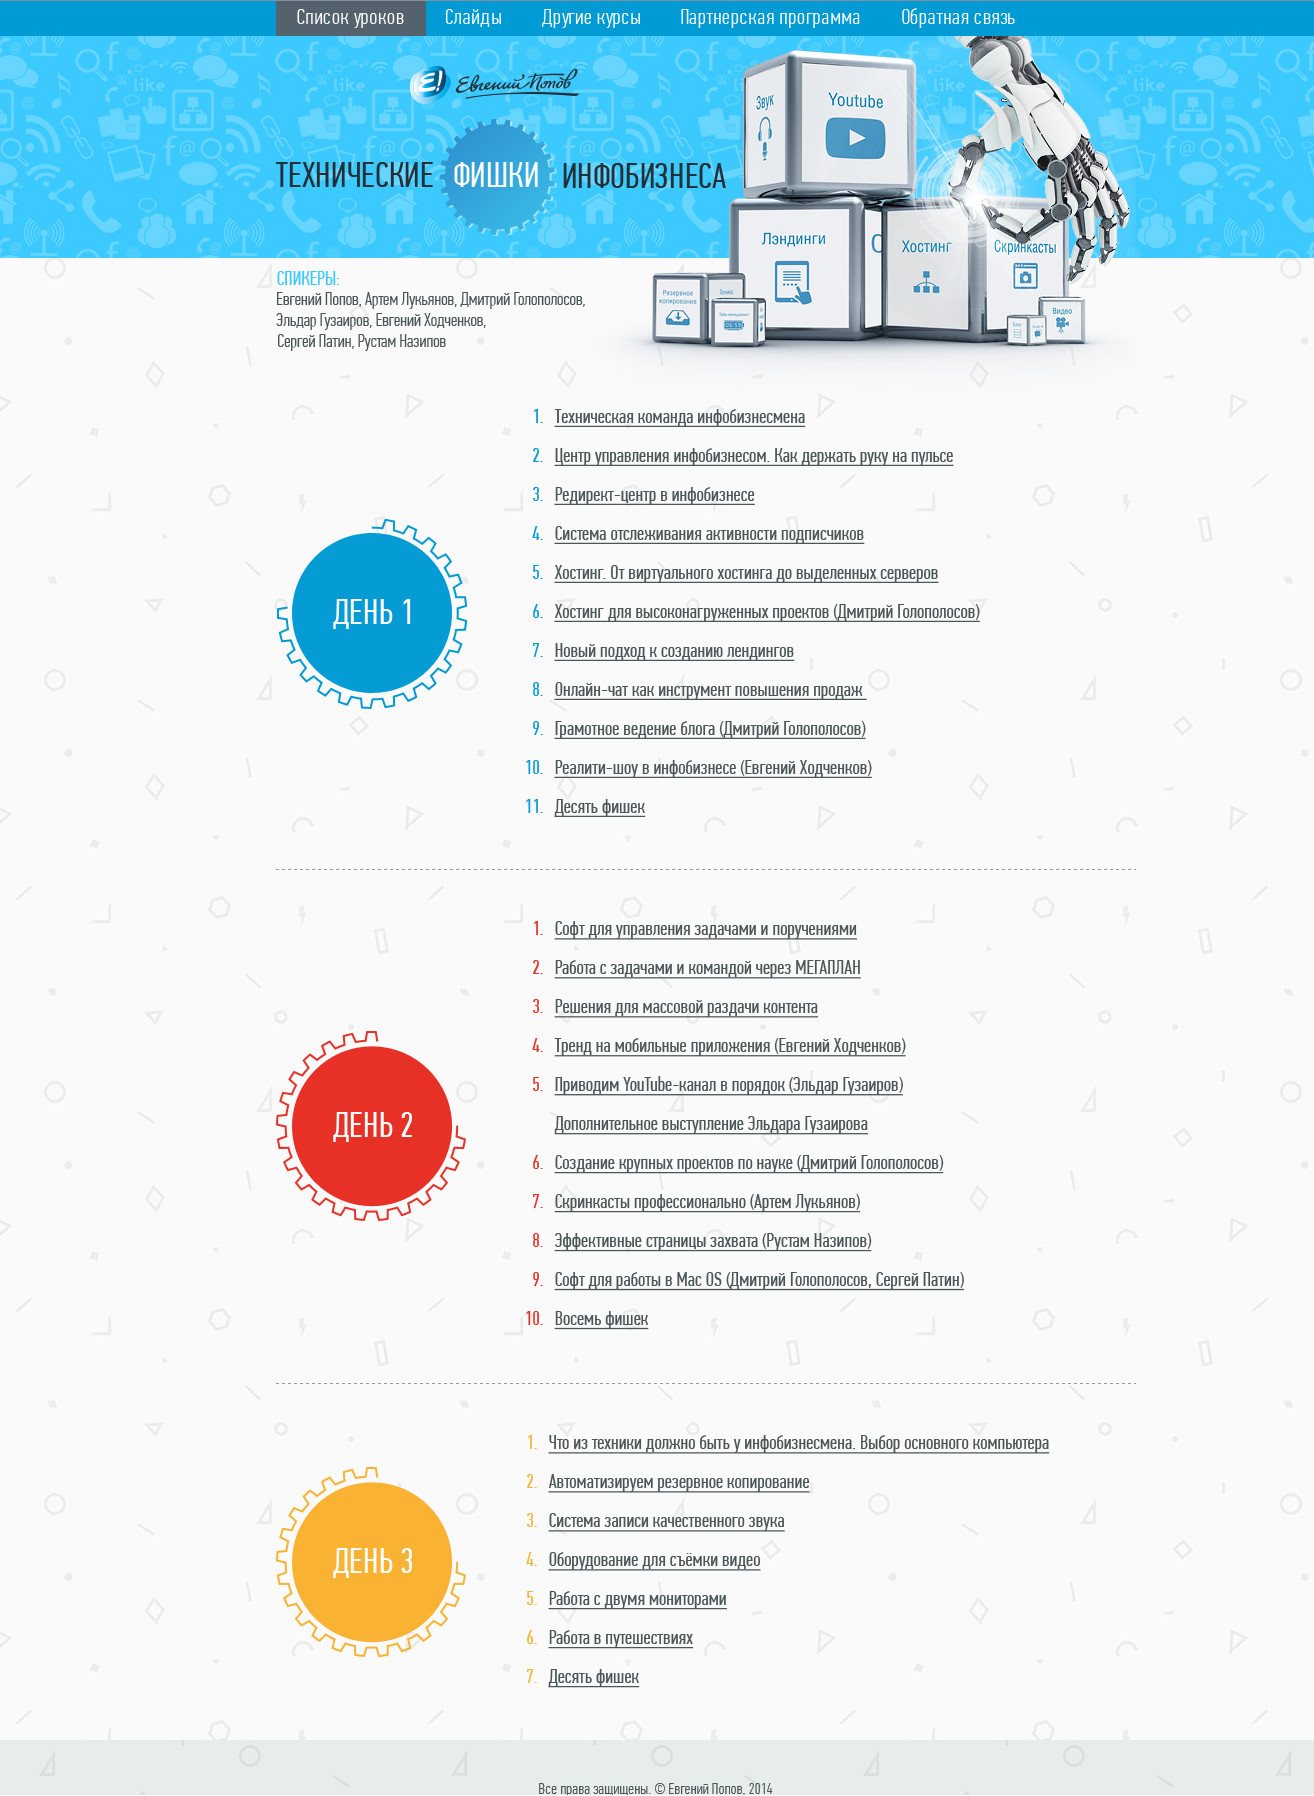 Список уроков
Слайды
Другие курсы
Партнерская программа
Обратная связь
like
like
like
Е!
Евгений Попов
ТЕХНИЧЕСКИЕ ФИШКИ ИНФОБИЗНЕСА
Звук
Youtube
Лэндинги
С
Хостинг
Скринкасты
Резервное
копирование
Техника
Тайм менеджмент
Блог
Видео
СПИКЕРЫ:
Евгений Попов, Артем Лукьянов, Дмитрий Голополосов,
Эльдар Гузаиров, Евгений Ходченков,
Сергей Патин, Рустам Назипов
ДЕНЬ 1
1. Техническая команда инфобизнесмена
2. Центр управления инфобизнесом. Как держать руку на пульсе
3. Редирект-центр в инфобизнесе
4. Система отслеживания активности подписчиков
5. Хостинг. От виртуального хостинга до выделенных серверов
6. Хостинг для высоконагруженных проектов (Дмитрий Голополосов)
7. Новый подход к созданию лендингов
8. Онлайн-чат как инструмент повышения продаж
9. Грамотное ведение блога (Дмитрий Голополосов)
10. Реалити-шоу в инфобизнесе (Евгений Ходченков)
11. Десять фишек
ДЕНЬ 2
1. Софт для управления задачами и поручениями
2. Работа с задачами и командой через МЕГАПЛАН
3. Решения для массовой раздачи контента
4. Тренд на мобильные приложения (Евгений Ходченков)
5. Приводим YouTube-канал в порядок (Эльдар Гузаиров)
Дополнительное выступление Эльдара Гузаирова
6. Создание крупных проектов по науке (Дмитрий Голополосов)
7. Скринкасты профессионально (Артем Лукьянов)
8. Эффективные страницы захвата (Рустам Назипов)
9. Софт для работы в Mac OS (Дмитрий Голополосов, Сергей Патин)
10. Восемь фишек
ДЕНЬ 3
1. Что из техники должно быть у инфобизнесмена. Выбор основного компьютера
2. Автоматизируем резервное копирование
3. Система записи качественного звука
4. Оборудование для съёмки видео
5. Работа с двумя мониторами
6. Работа в путешествиях
7. Десять фишек
Все права защищены. © Евгений Попов, 2014